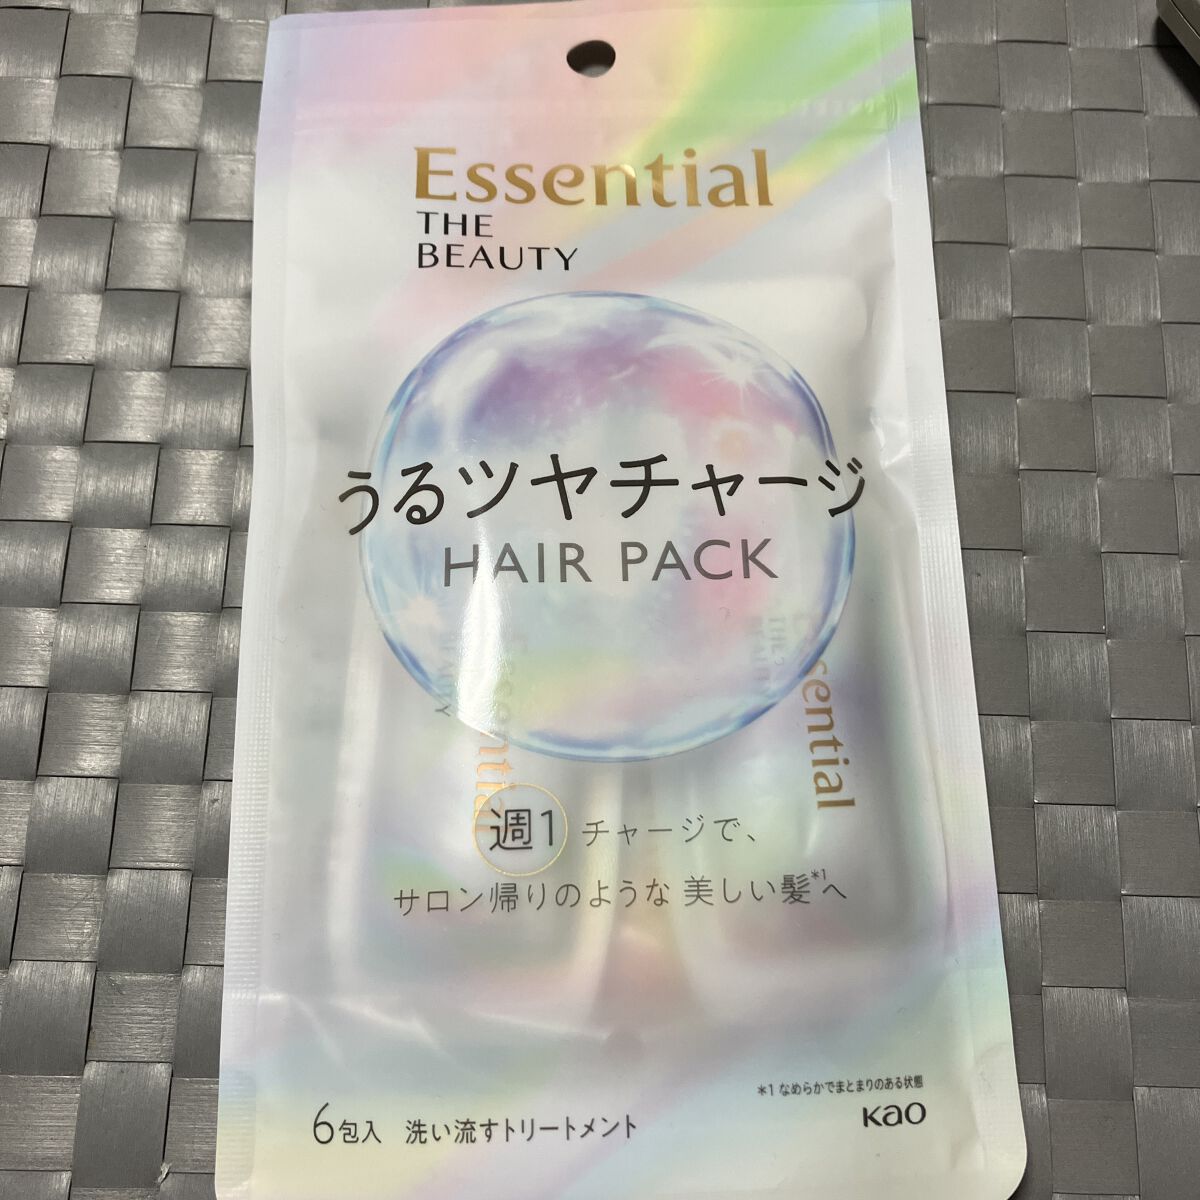 Essential
THE
BEAUTY
うるツヤチャージ
HAIR PACK
Essential
Essential
THE
BEAUTY
週1 チャージで、
サロン帰りのような 美しい髪*1へ
*1 なめらかでまとまりのある状態
Kao
6包入 洗い流すトリートメント